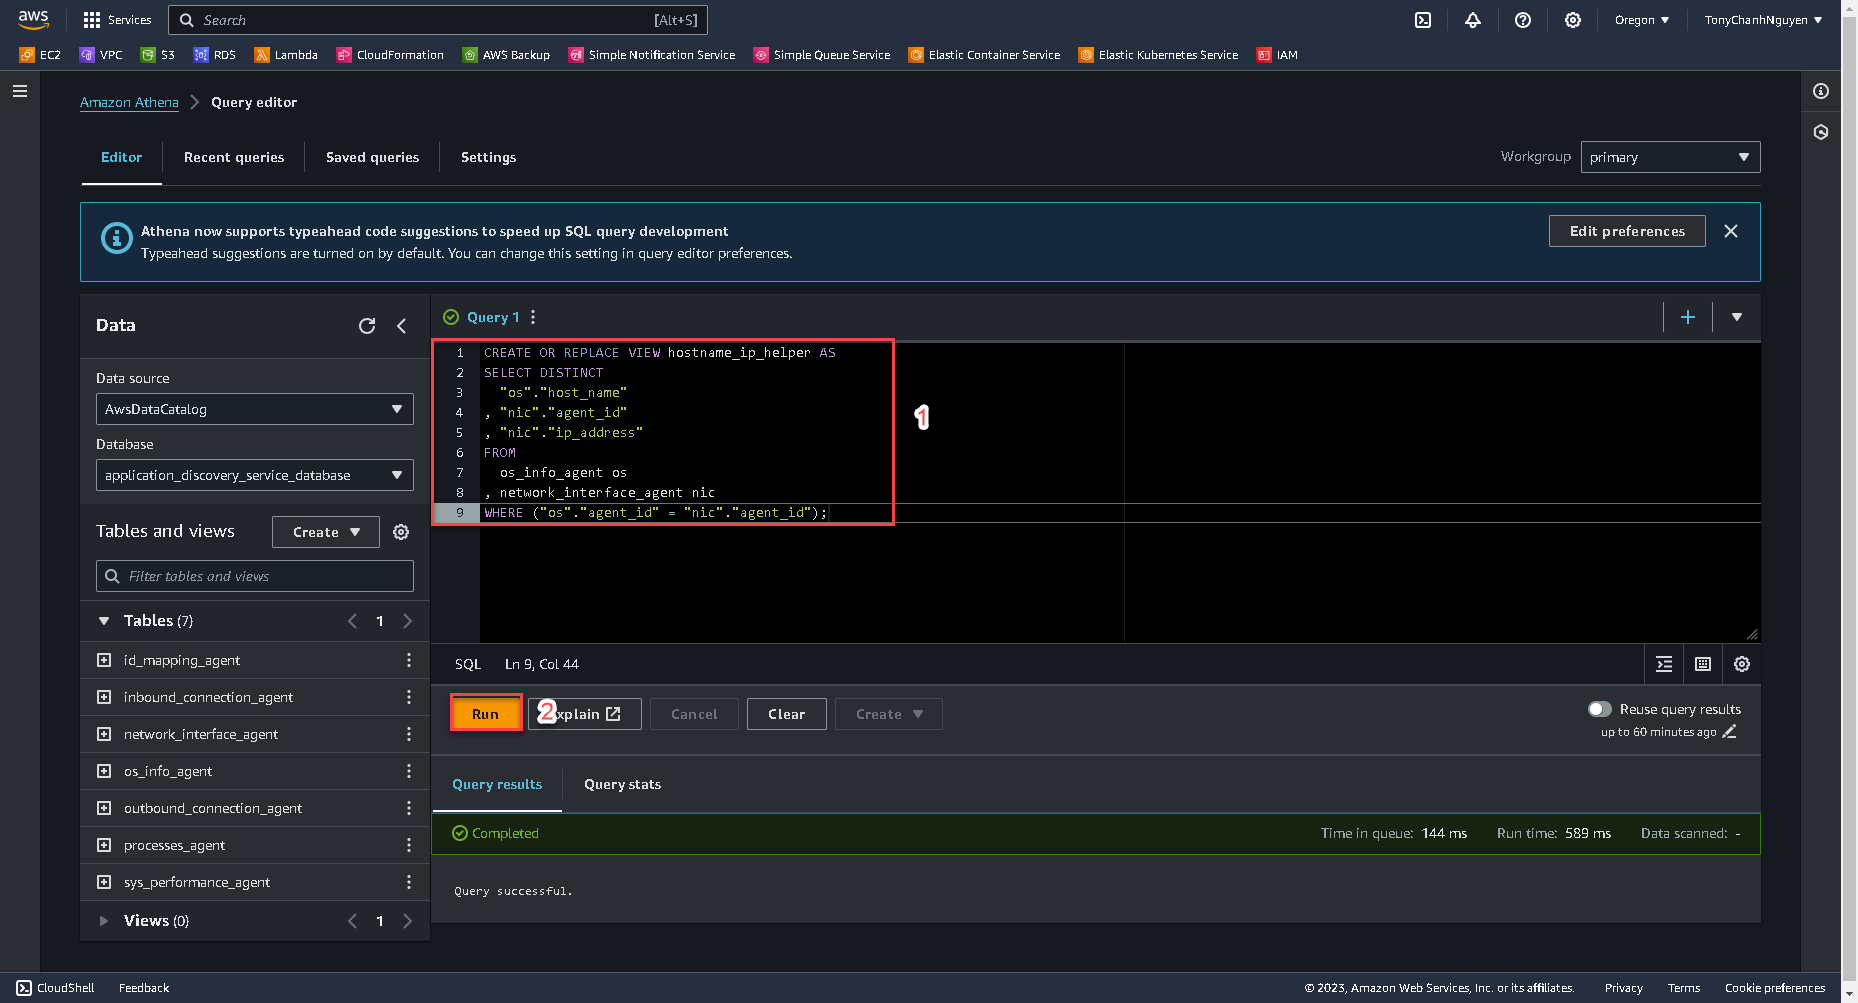 aws Services Search [Alt+S] Oregon TonyChanhNguyen
EC2 VPC S3 RDS Lambda CloudFormation AWS Backup Simple Notification Service Simple Queue Service Elastic Container Service Elastic Kubernetes Service IAM
Amazon Athena Query editor
Editor Recent queries Saved queries Settings Workgroup primary
Athena now supports typeahead code suggestions to speed up SQL query development
Typeahead suggestions are turned on by default. You can change this setting in query editor preferences.
Edit preferences
Data
Data source
AwsDataCatalog
Database
application_discovery_service_database
Tables and views Create
Filter tables and views
Tables (7) 1
id_mapping_agent
inbound_connection_agent
network_interface_agent
os_info_agent
outbound_connection_agent
processes_agent
sys_performance_agent
Views (0) 1
Query 1
1 CREATE OR REPLACE VIEW hostname_ip_helper AS
2 SELECT DISTINCT
3 "os"."host_name"
4 , "nic"."agent_id"
5 , "nic"."ip_address"
6 FROM
7 os_info_agent os
8 , network_interface_agent nic
9 WHERE ("os"."agent_id" = "nic"."agent_id");
1
SQL Ln 9, Col 44
Run 2 xplain Cancel Clear Create
Reuse query results
up to 60 minutes ago
Query results Query stats
Completed Time in queue: 144 ms Run time: 589 ms Data scanned: -
Query successful.
CloudShell Feedback © 2023, Amazon Web Services, Inc. or its affiliates. Privacy Terms Cookie preferences